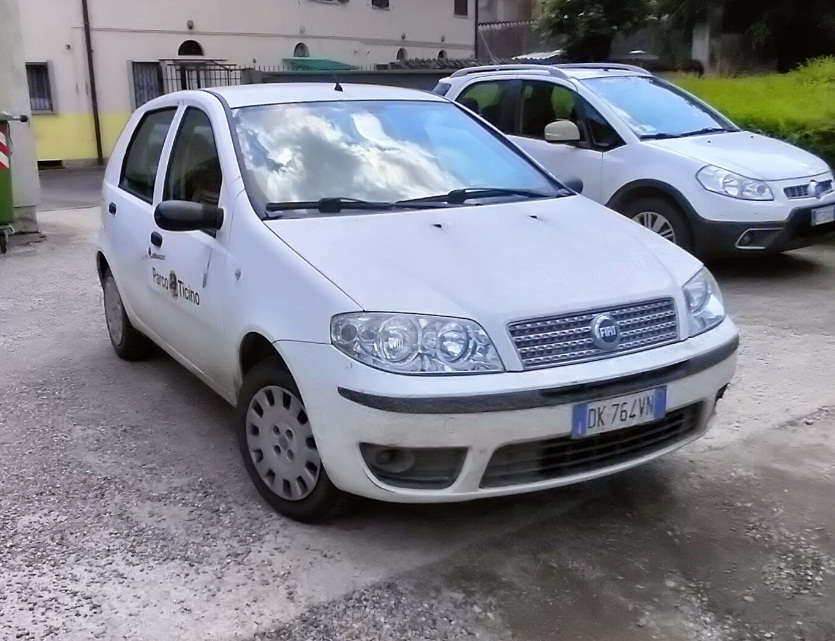 Parco Ticino
FIAT
DK 764VN